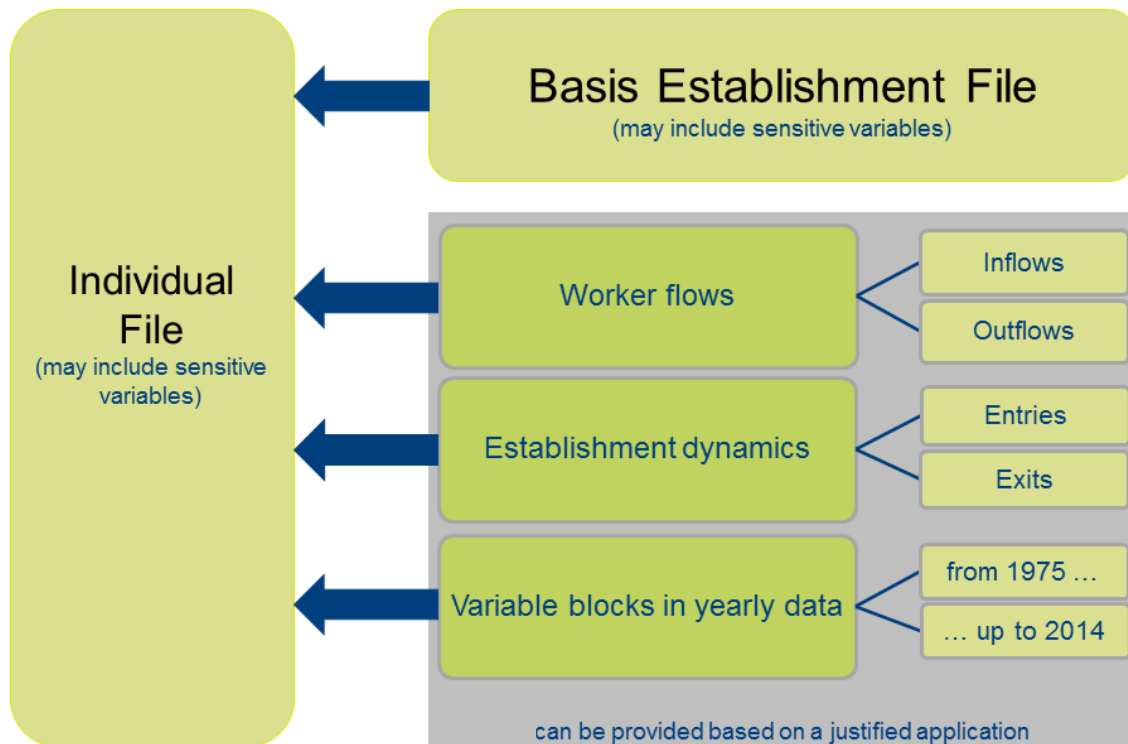 Individual
File
(may include sensitive
variables)
Basis Establishment File
(may include sensitive variables)
Worker flows
Inflows
Outflows
Establishment dynamics
Entries
Exits
Variable blocks in yearly data
from 1975 ...
... up to 2014
can be provided based on a justified application